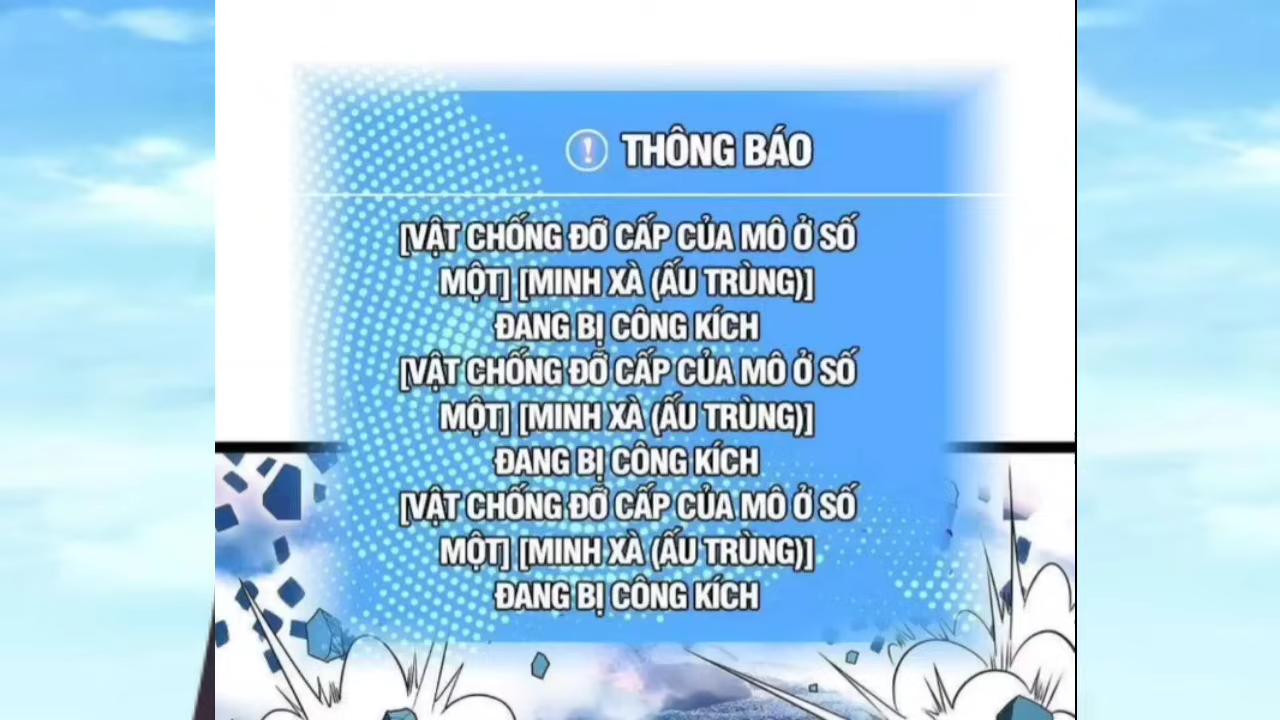 ! THÔNG BÁO
[VẬT CHỐNG ĐỠ CẤP CỦA MÔ Ở SỐ
MỘT] [MINH XÀ (ẤU TRÙNG)]
ĐANG BỊ CÔNG KÍCH
[VẬT CHỐNG ĐỠ CẤP CỦA MÔ Ở SỐ
MỘT] [MINH XÀ (ẤU TRÙNG)]
ĐANG BỊ CÔNG KÍCH
[VẬT CHỐNG ĐỠ CẤP CỦA MÔ Ở SỐ
MỘT] [MINH XÀ (ẤU TRÙNG)]
ĐANG BỊ CÔNG KÍCH